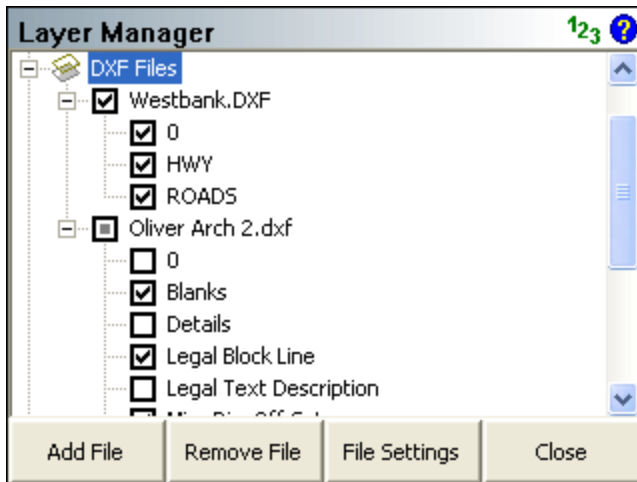 Layer Manager 123 ?
DXF Files
Westbank.DXF
0
HWY
ROADS
Oliver Arch 2.dxf
0
Blanks
Details
Legal Block Line
Legal Text Description
Add File Remove File File Settings Close